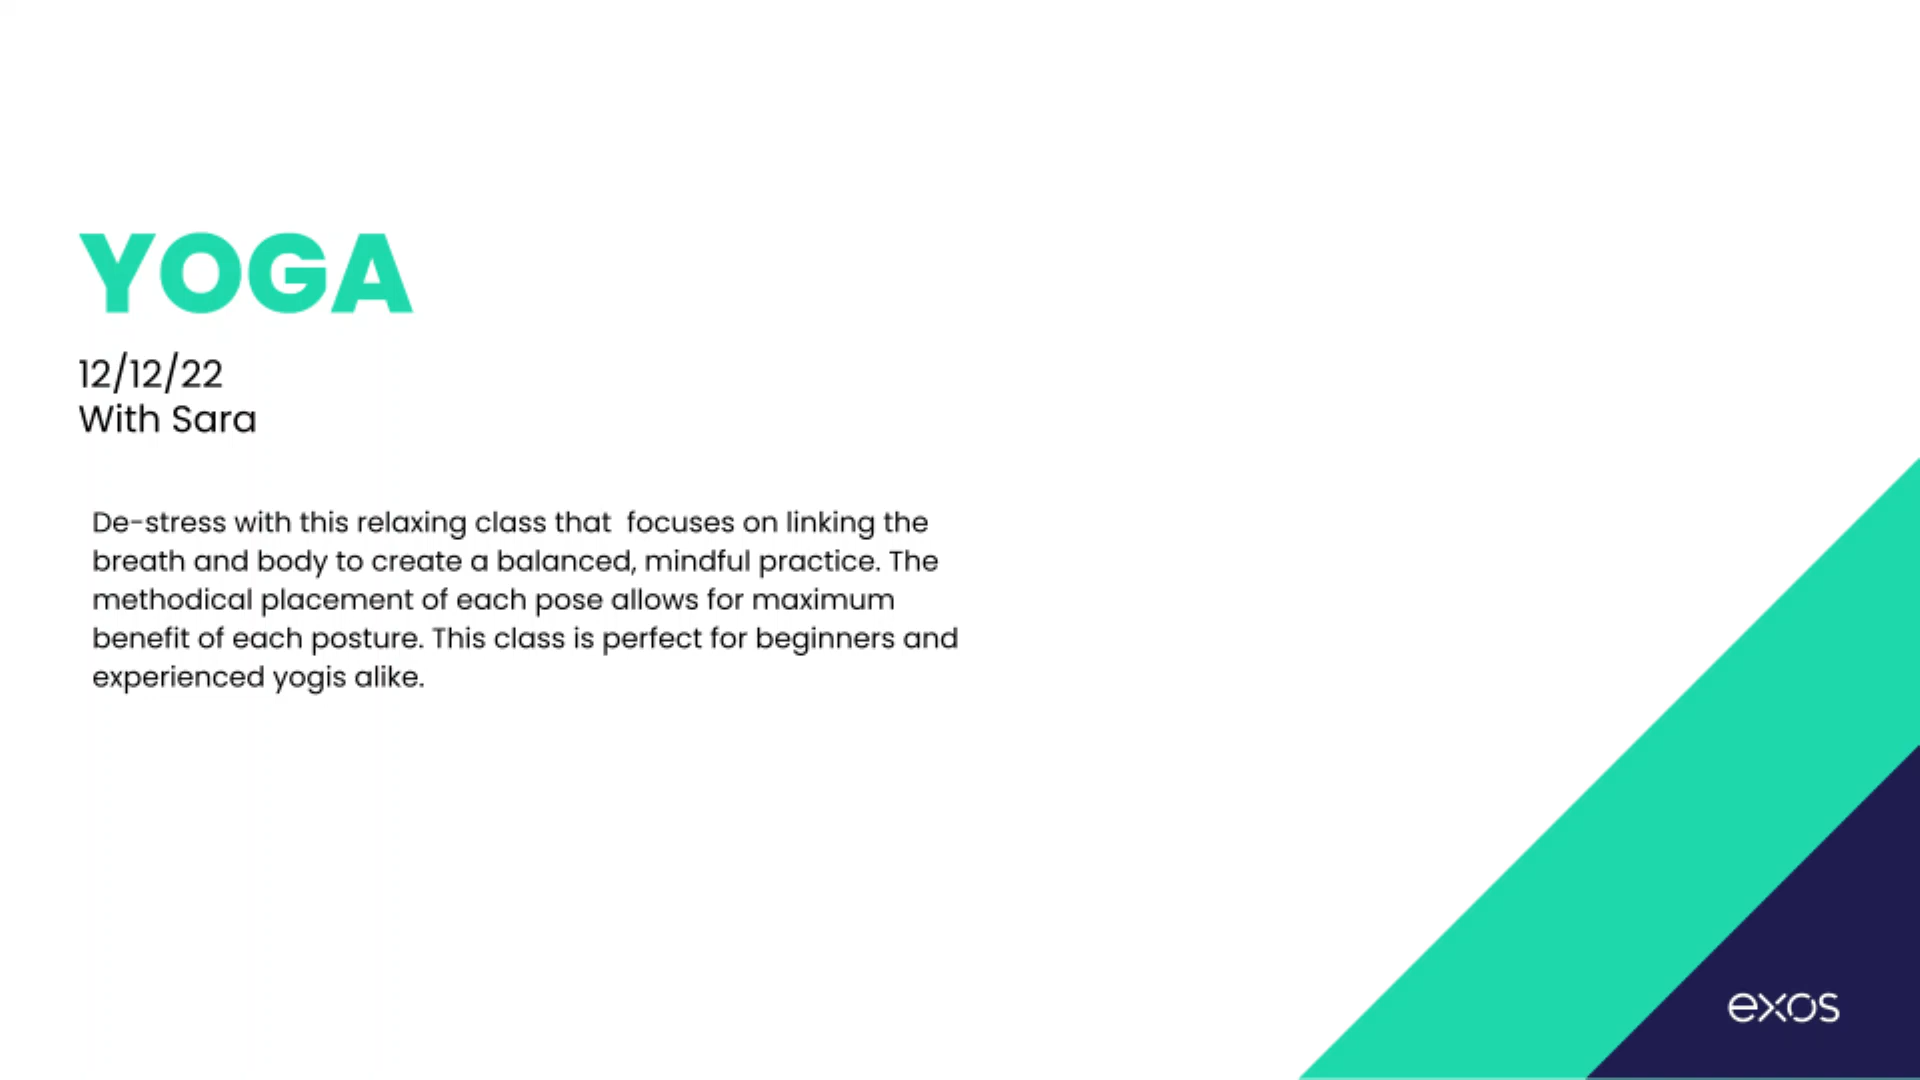 YOGA
12/12/22
With Sara
De-stress with this relaxing class that  focuses on linking the
breath and body to create a balanced, mindful practice. The
methodical placement of each pose allows for maximum
benefit of each posture. This class is perfect for beginners and
experienced yogis alike.
exos